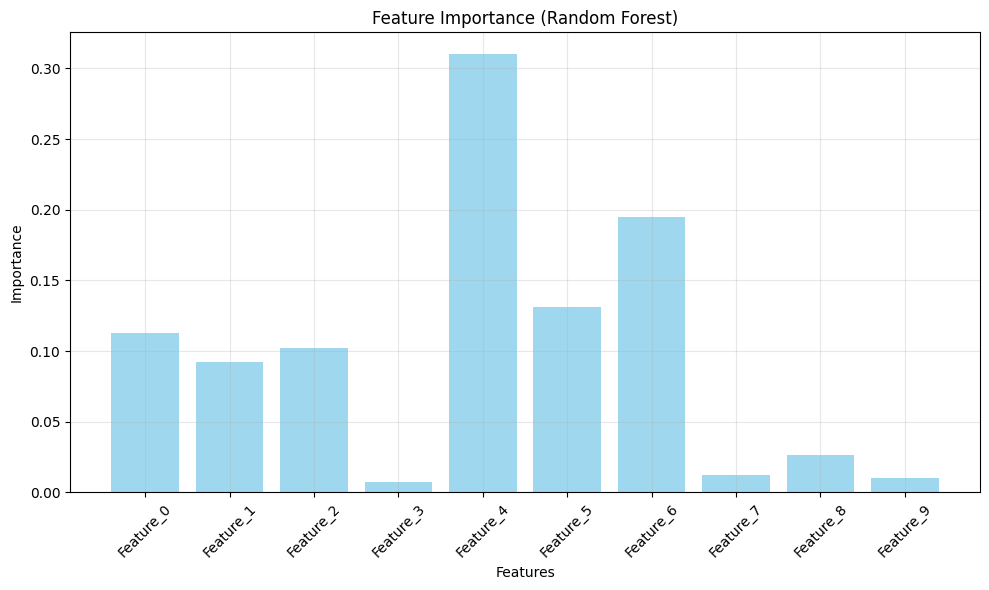 Feature Importance (Random Forest)
Importance
0.30
0.25
0.20
0.15
0.10
0.05
0.00
Feature_0
Feature_1
Feature_2
Feature_3
Feature_4
Feature_5
Feature_6
Feature_7
Feature_8
Feature_9
Features